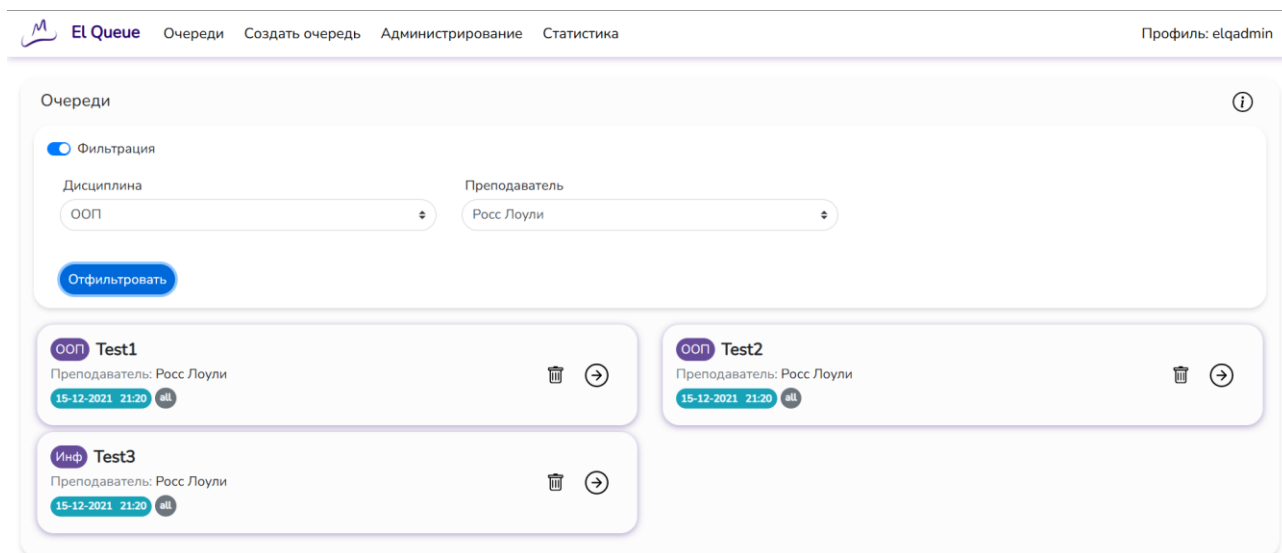 El Queue Очереди Создать очередь Администрирование Статистика Профиль: elqadmin
Очереди
Фильтрация
Дисциплина Преподаватель
ООП Росс Лоули
Отфильтровать
ООП Test1
Преподаватель: Росс Лоули
15-12-2021 21:20 all
ООП Test2
Преподаватель: Росс Лоули
15-12-2021 21:20 all
Инф Test3
Преподаватель: Росс Лоули
15-12-2021 21:20 all